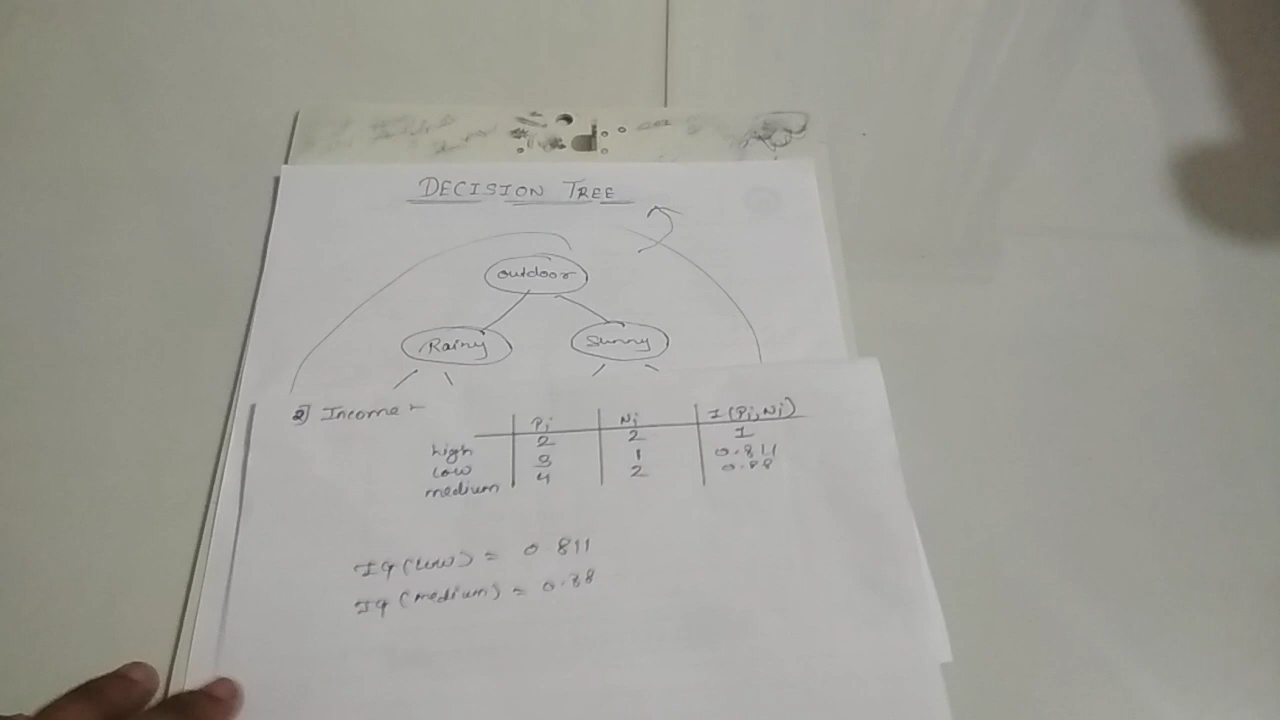 DECISION TREE
outdoor
Rainy Sunny
2] Income
Pi Ni I(Pi,Ni)
high 2 2 1
low 3 1 0.811
medium 4 2 0.88
IG (low) = 0.811
IG (medium) = 0.88